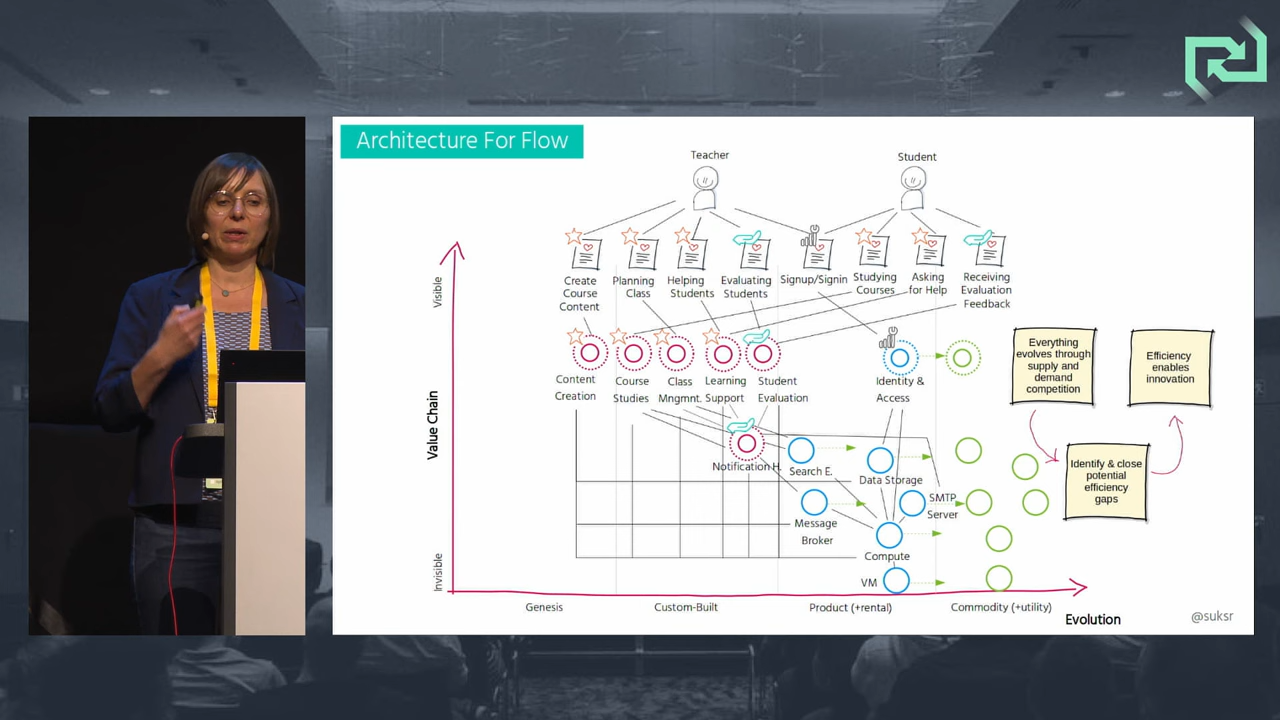 Architecture For Flow
Teacher
Student
Create
Course
Content
Planning
Class
Helping
Students
Evaluating
Students
Signup/Signin
Studying
Courses
Asking
for Help
Receiving
Evaluation
Feedback
Visible
Value Chain
Invisible
Content
Creation
Course
Studies
Class
Mngmnt.
Learning
Support
Student
Evaluation
Identity &
Access
Notification H.
Search E.
Data Storage
Message
Broker
SMTP
Server
Compute
VM
Everything
evolves through
supply and
demand
competition
Efficiency
enables
innovation
Identify & close
potential
efficiency
gaps
Genesis
Custom-Built
Product (+rental)
Commodity (+utility)
Evolution
@suksr